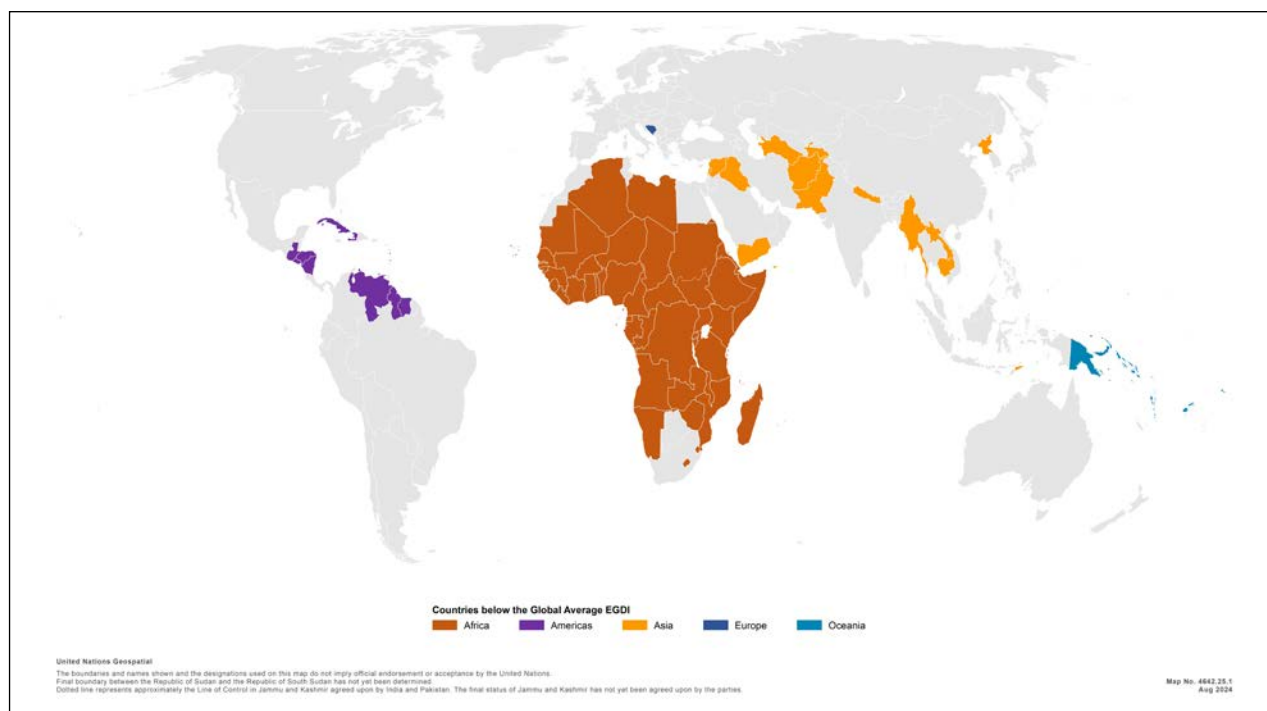 Countries below the Global Average EGDI
Africa Americas Asia Europe Oceania
United Nations Geospatial
The boundaries and names shown and the designations used on this map do not imply official endorsement or acceptance by the United Nations.
Final boundary between the Republic of Sudan and the Republic of South Sudan has not yet been determined.
Dotted line represents approximately the Line of Control in Jammu and Kashmir agreed upon by India and Pakistan. The final status of Jammu and Kashmir has not yet been agreed upon by the parties.
Map No. 4642.25.1
Aug 2024